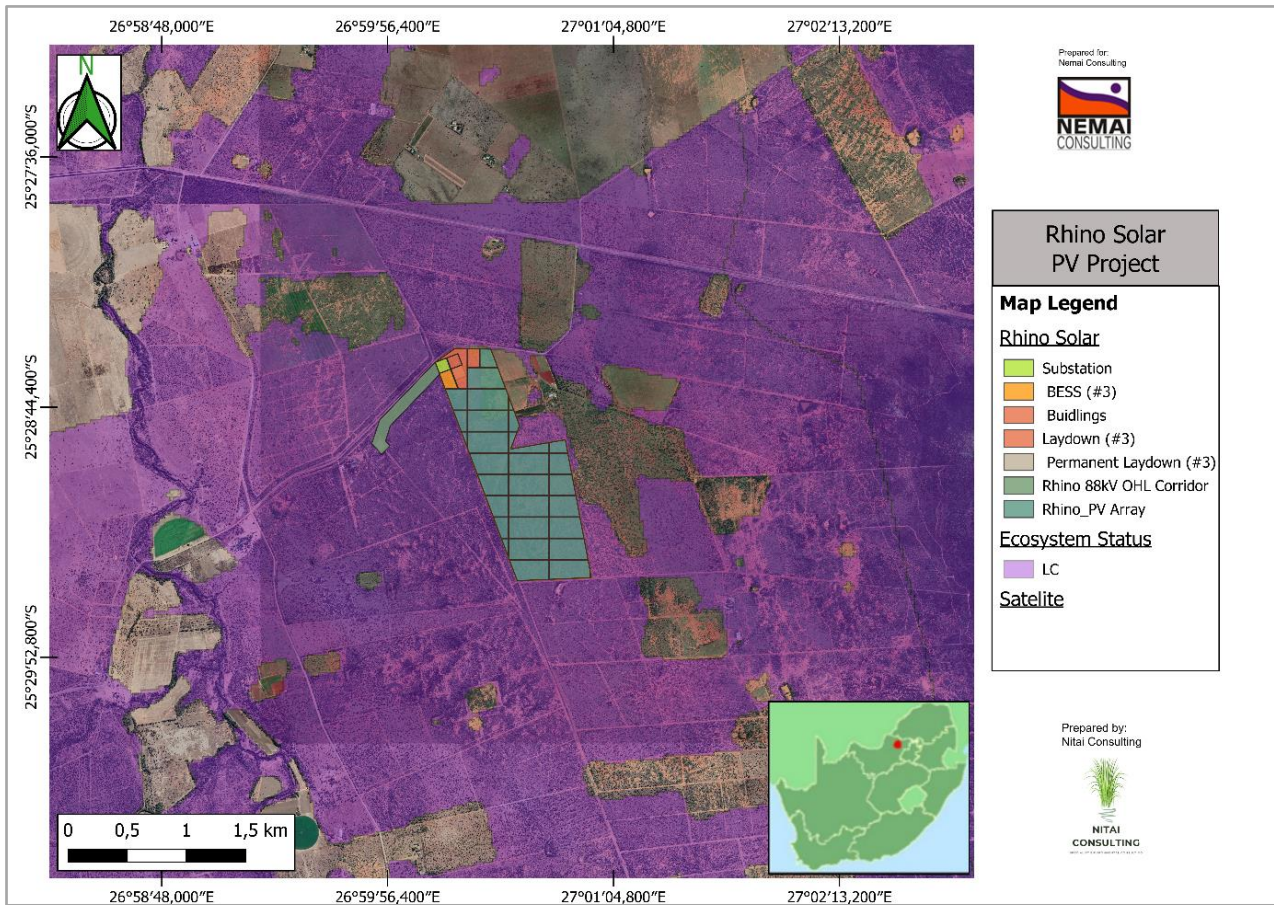 26°58′48,000″E 26°59′56,400″E 27°01′04,800″E 27°02′13,200″E
N
25°27′36,000″S
25°28′44,400″S
25°29′52,800″S
Prepared for:
Nemai Consulting
NEMAI
CONSULTING
Rhino Solar
PV Project
Map Legend
Rhino Solar
Substation
BESS (#3)
Buidlings
Laydown (#3)
Permanent Laydown (#3)
Rhino 88kV OHL Corridor
Rhino_PV Array
Ecosystem Status
LC
Satelite
Prepared by:
Nitai Consulting
NITAI
CONSULTING
0 0,5 1 1,5 km
26°58′48,000″E 26°59′56,400″E 27°01′04,800″E 27°02′13,200″E